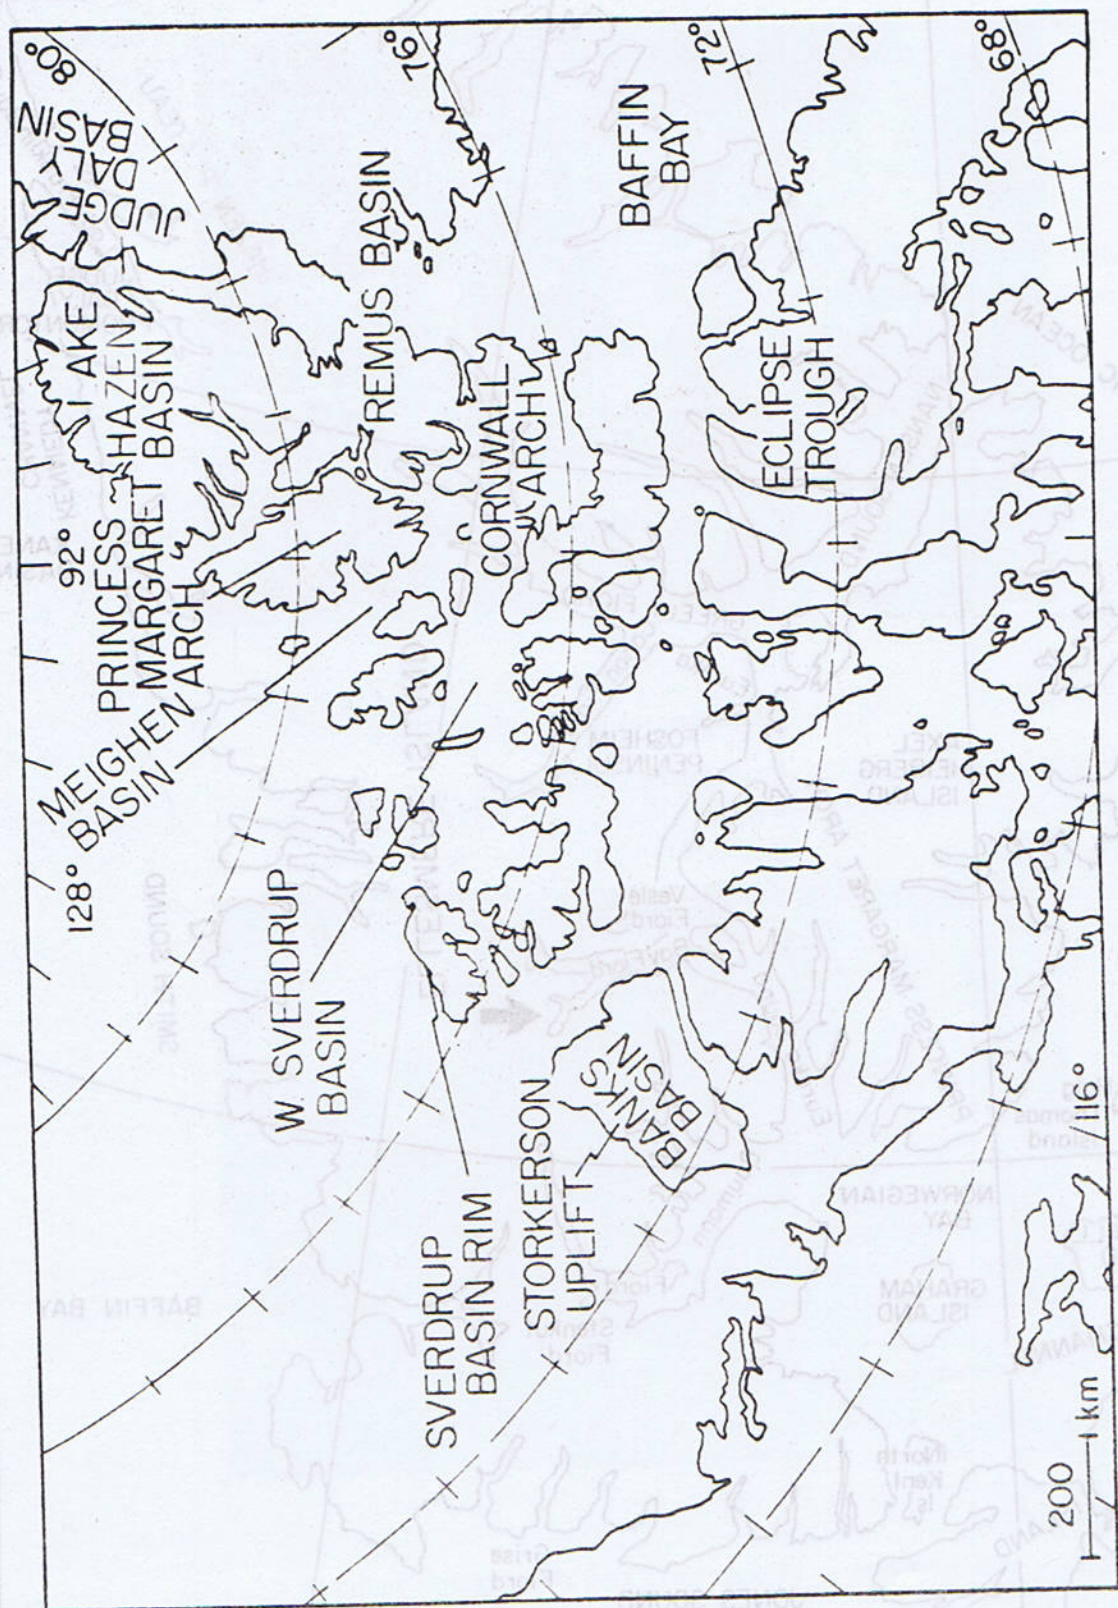 128°
92°
MEIGHEN
BASIN
PRINCESS
MARGARET
ARCH
LAKE
HAZEN
BASIN
JUDGE
DALY
BASIN
80°
W. SVERDRUP
BASIN
REMUS BASIN
76°
SVERDRUP
BASIN RIM
CORNWALL
ARCH
STORKERSON
UPLIFT
BANKS
BASIN
BAFFIN
BAY
72°
ECLIPSE
TROUGH
68°
200 km
116°